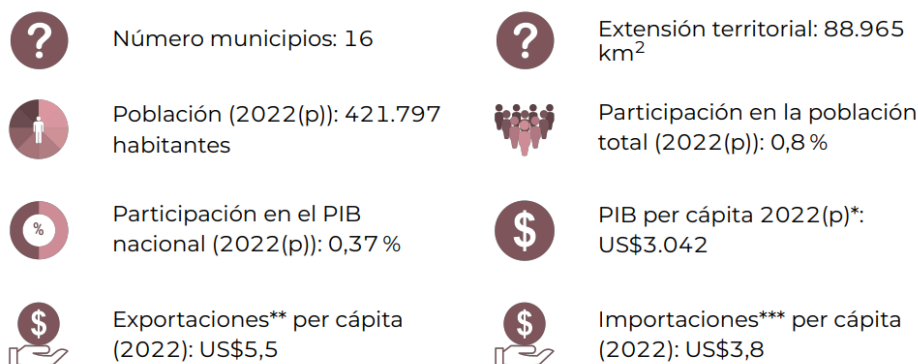 Número municipios: 16
Extensión territorial: 88.965
km²
Población (2022(p)): 421.797
habitantes
Participación en la población
total (2022(p)): 0,8 %
Participación en el PIB
nacional (2022(p)): 0,37 %
PIB per cápita 2022(p)*:
US$3.042
Exportaciones** per cápita
(2022): US$5,5
Importaciones*** per cápita
(2022): US$3,8